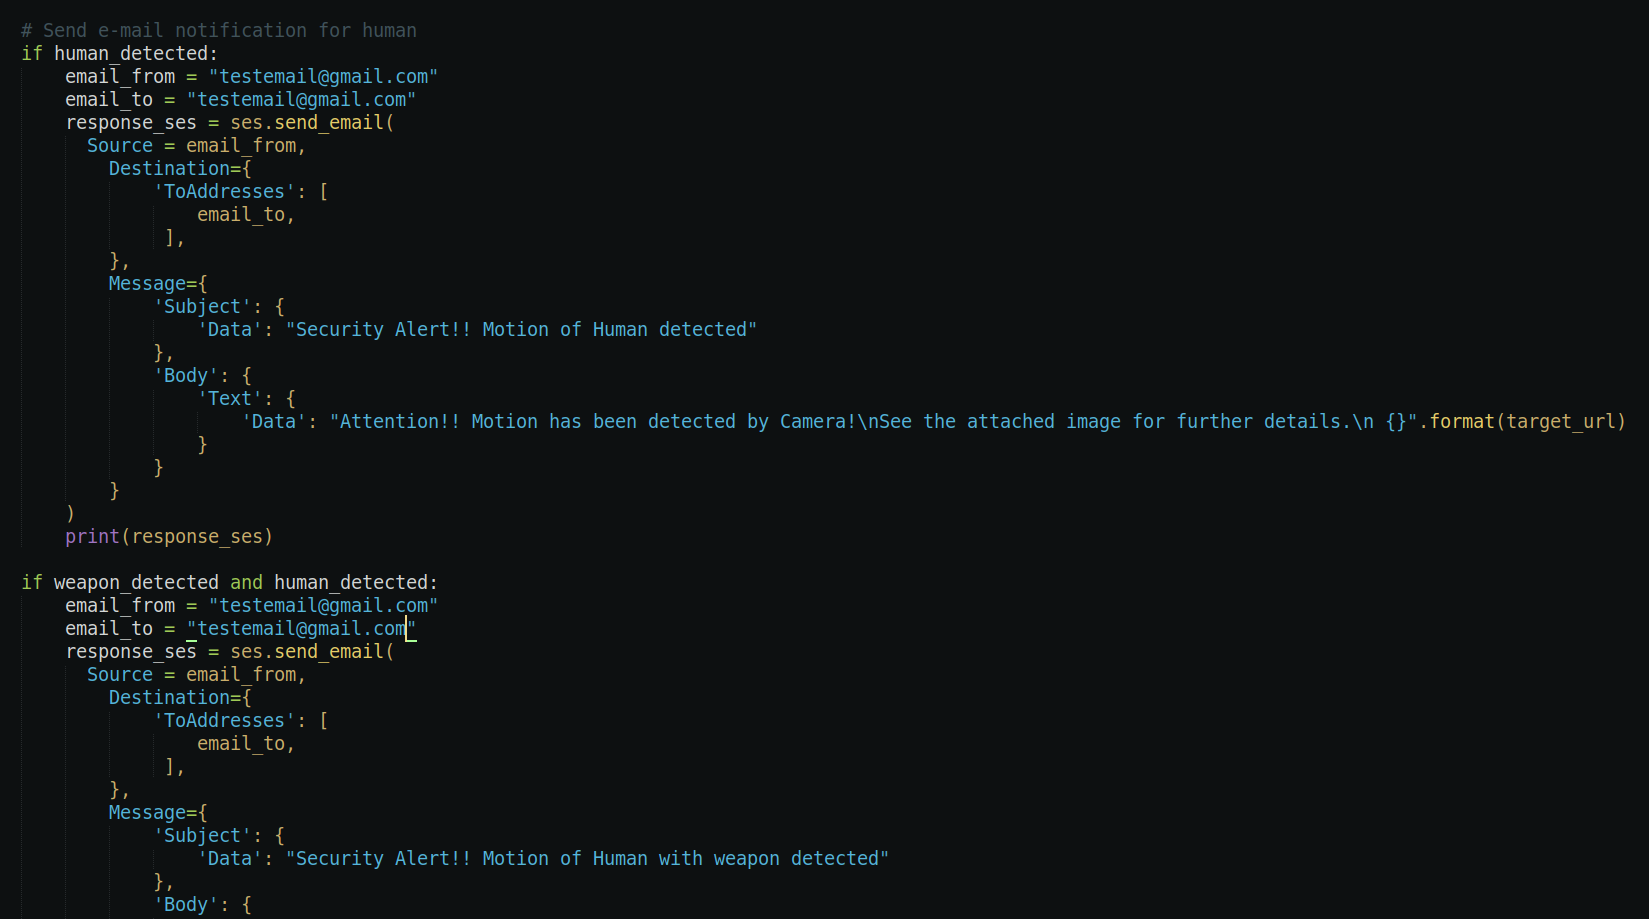 # Send e-mail notification for human
if human_detected:
    email_from = "testemail@gmail.com"
    email_to = "testemail@gmail.com"
    response_ses = ses.send_email(
      Source = email_from,
        Destination={
            'ToAddresses': [
                email_to,
             ],
        },
        Message={
            'Subject': {
                'Data': "Security Alert!! Motion of Human detected"
            },
            'Body': {
                'Text': {
                    'Data': "Attention!! Motion has been detected by Camera!\nSee the attached image for further details.\n {}".format(target_url)
                }
            }
        }
    )
    print(response_ses)

if weapon_detected and human_detected:
    email_from = "testemail@gmail.com"
    email_to = "testemail@gmail.com"
    response_ses = ses.send_email(
      Source = email_from,
        Destination={
            'ToAddresses': [
                email_to,
             ],
        },
        Message={
            'Subject': {
                'Data': "Security Alert!! Motion of Human with weapon detected"
            },
            'Body': {